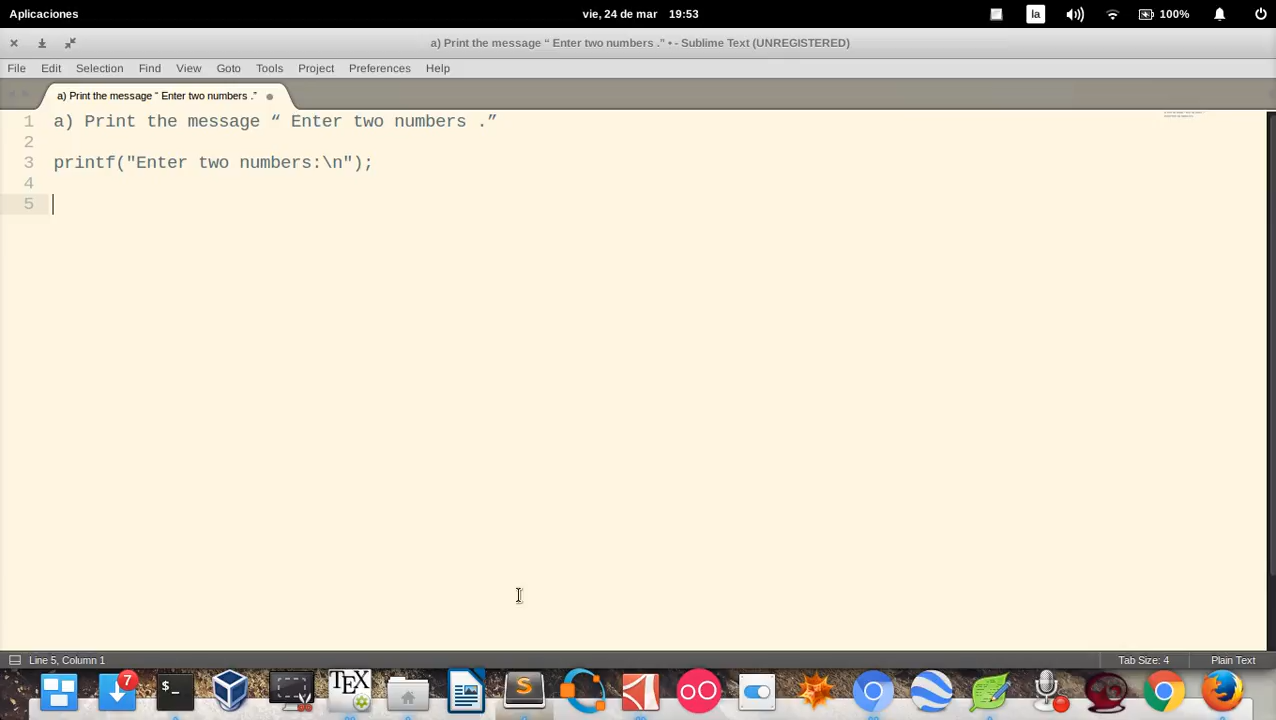 Aplicaciones
vie, 24 de mar 19:53
la
100%
a) Print the message “ Enter two numbers .” • - Sublime Text (UNREGISTERED)
File Edit Selection Find View Goto Tools Project Preferences Help
a) Print the message “ Enter two numbers .”
1 a) Print the message “ Enter two numbers .”
2
3 printf("Enter two numbers:\n");
4
5
Line 5, Column 1
Tab Size: 4
Plain Text
7
>_
TEX
S